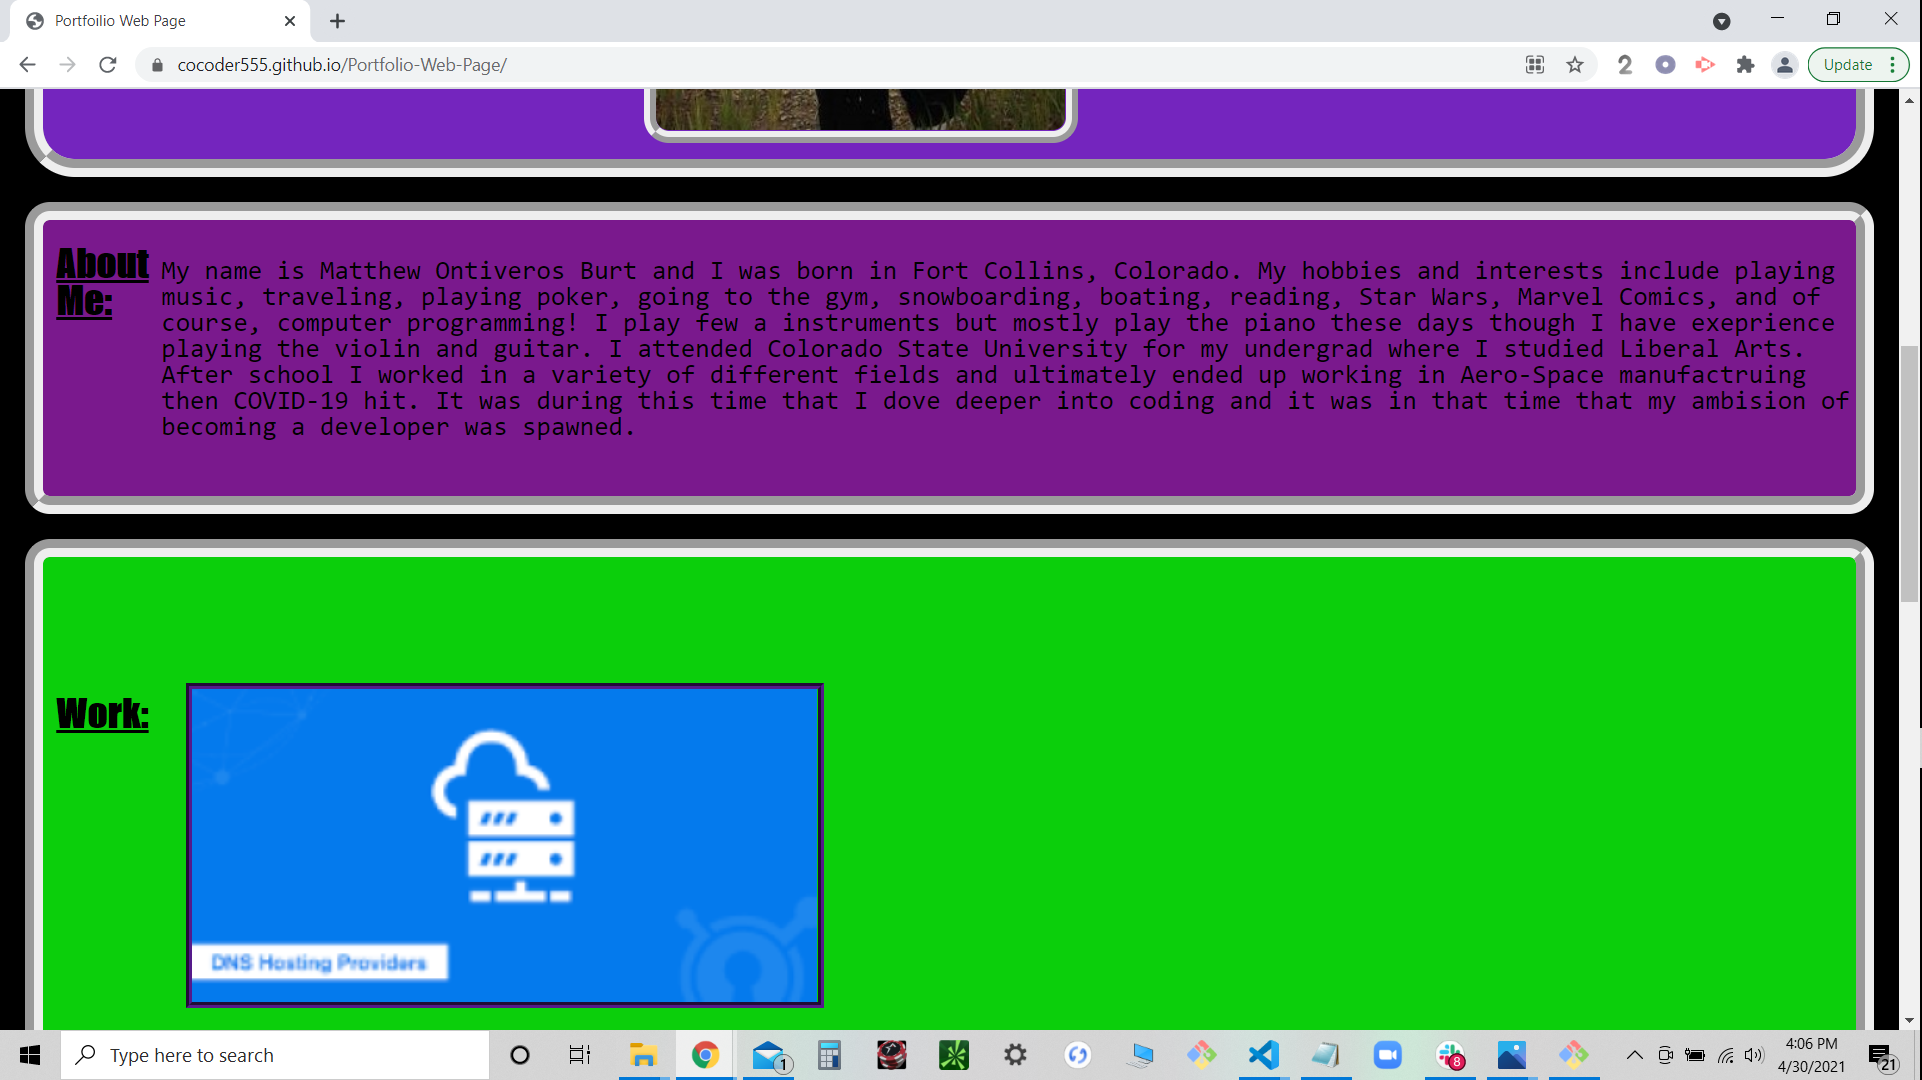 Portfoilio Web Page
cocoder555.github.io/Portfolio-Web-Page/
Update
About
Me:
My name is Matthew Ontiveros Burt and I was born in Fort Collins, Colorado. My hobbies and interests include playing
music, traveling, playing poker, going to the gym, snowboarding, boating, reading, Star Wars, Marvel Comics, and of
course, computer programming! I play few a instruments but mostly play the piano these days though I have exeprience
playing the violin and guitar. I attended Colorado State University for my undergrad where I studied Liberal Arts.
After school I worked in a variety of different fields and ultimately ended up working in Aero-Space manufactruing
then COVID-19 hit. It was during this time that I dove deeper into coding and it was in that time that my ambision of
becoming a developer was spawned.
Work:
DNS Hosting Providers
Type here to search
1
8
4:06 PM
4/30/2021
21